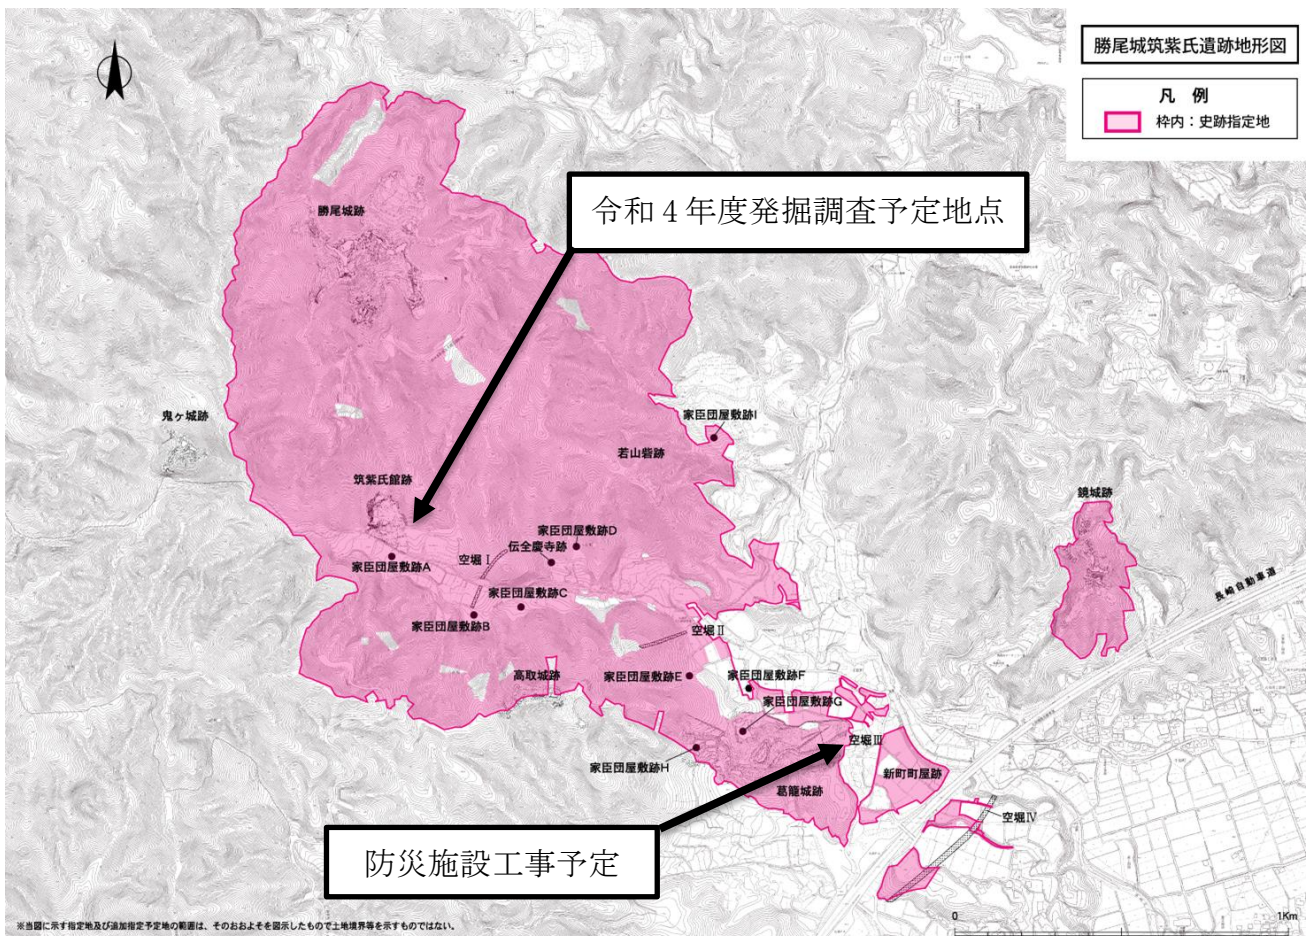 勝尾城筑紫氏遺跡地形図
凡 例
枠内：史跡指定地
令和４年度発掘調査予定地点
勝尾城跡
鬼ヶ城跡
家臣団屋敷跡I
若山砦跡
筑紫氏館跡
鏡城跡
家臣団屋敷跡D
伝全慶寺跡
空堀Ⅰ
家臣団屋敷跡A
長崎自動車道
家臣団屋敷跡C
家臣団屋敷跡B
空堀Ⅱ
高取城跡
家臣団屋敷跡E
家臣団屋敷跡F
家臣団屋敷跡G
空堀Ⅲ
家臣団屋敷跡H
新町町屋跡
葛籠城跡
空堀Ⅳ
防災施設工事予定
0
1Km
※当図に示す指定地及び追加指定予定地の範囲は、そのおおよそを図示したもので土地境界等を示すものではない。